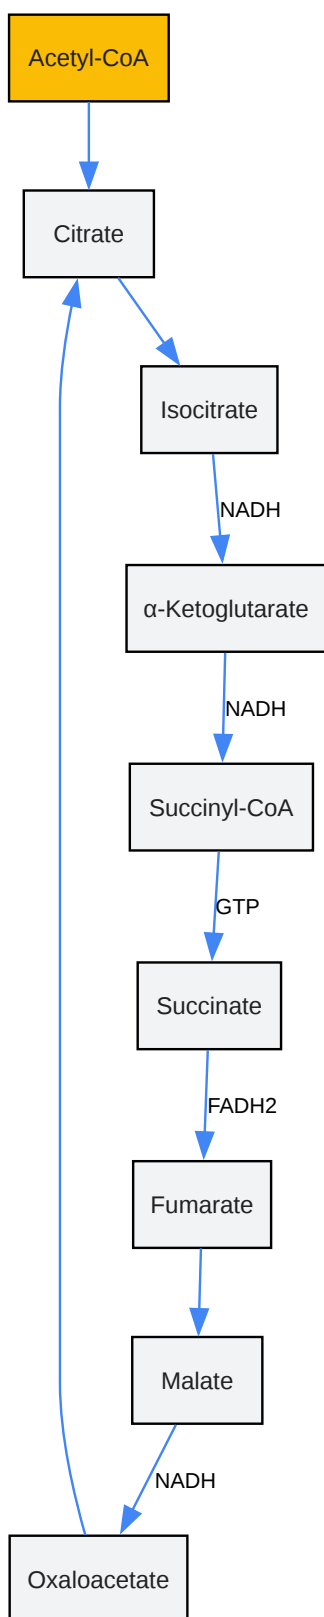 Acetyl-CoA
Citrate
Isocitrate
NADH
α-Ketoglutarate
NADH
Succinyl-CoA
GTP
Succinate
FADH2
Fumarate
Malate
NADH
Oxaloacetate